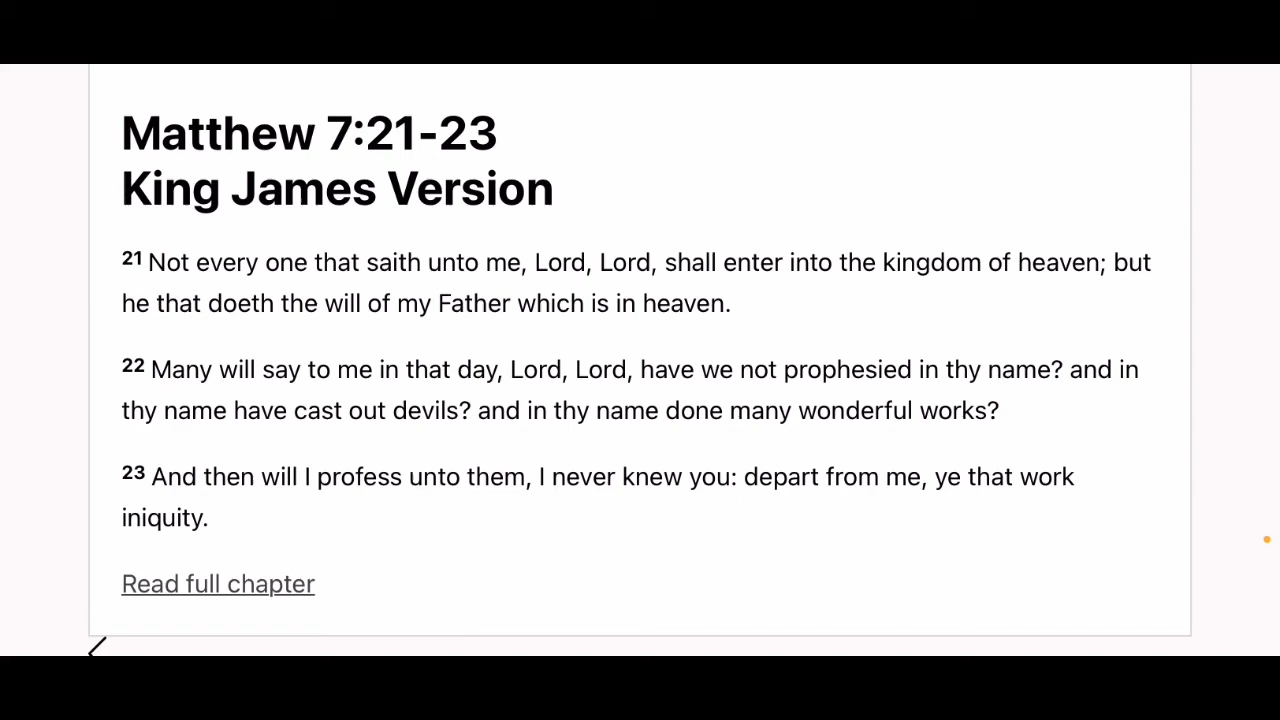 Matthew 7:21-23
King James Version
21 Not every one that saith unto me, Lord, Lord, shall enter into the kingdom of heaven; but
he that doeth the will of my Father which is in heaven.
22 Many will say to me in that day, Lord, Lord, have we not prophesied in thy name? and in
thy name have cast out devils? and in thy name done many wonderful works?
23 And then will I profess unto them, I never knew you: depart from me, ye that work
iniquity.
Read full chapter